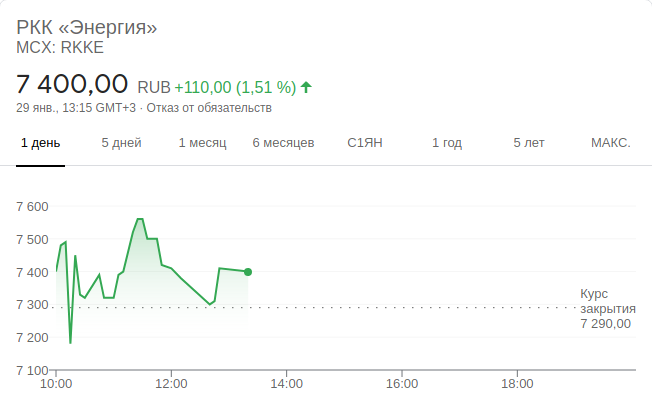 РКК «Энергия»
MCX: RKKE
7 400,00 RUB +110,00 (1,51 %)
29 янв., 13:15 GMT+3 · Отказ от обязательств
1 день 5 дней 1 месяц 6 месяцев С1ЯН 1 год 5 лет МАКС.
7 600
7 500
7 400
7 300
7 200
7 100
Курс
закрытия
7 290,00
10:00 12:00 14:00 16:00 18:00